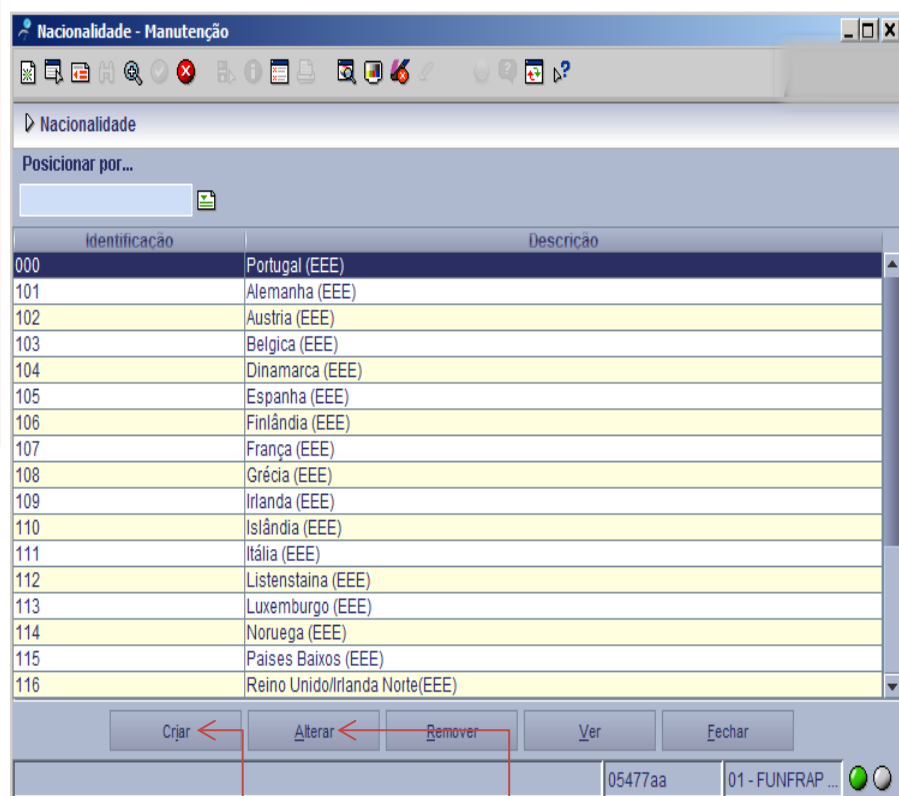 Nacionalidade - Manutenção
Nacionalidade
Posicionar por...
Identificação Descrição
000 Portugal (EEE)
101 Alemanha (EEE)
102 Austria (EEE)
103 Belgica (EEE)
104 Dinamarca (EEE)
105 Espanha (EEE)
106 Finlândia (EEE)
107 França (EEE)
108 Grécia (EEE)
109 Irlanda (EEE)
110 Islândia (EEE)
111 Itália (EEE)
112 Listenstaina (EEE)
113 Luxemburgo (EEE)
114 Noruega (EEE)
115 Paises Baixos (EEE)
116 Reino Unido/Irlanda Norte(EEE)
Criar Alterar Remover Ver Fechar
05477aa 01 - FUNFRAP ...